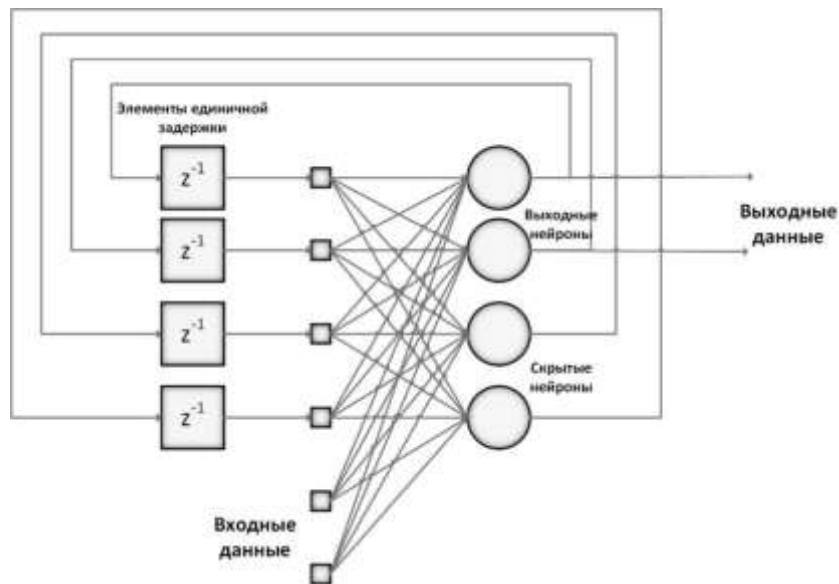 Элементы единичной
задержки
z⁻¹
z⁻¹
z⁻¹
z⁻¹
Выходные
нейроны
Выходные
данные
Скрытые
нейроны
Входные
данные